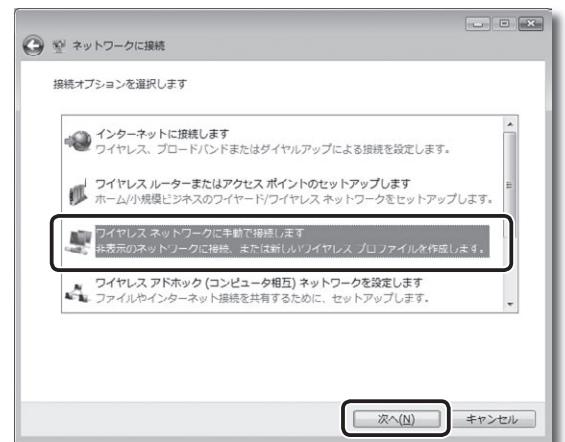 ネットワークに接続
接続オプションを選択します
インターネットに接続します
ワイヤレス、ブロードバンドまたはダイヤルアップによる接続を設定します。
ワイヤレス ルーターまたはアクセス ポイントのセットアップします
ホーム/小規模ビジネスのワイヤード/ワイヤレス ネットワークをセットアップします。
ワイヤレス ネットワークに手動で接続します
非表示のネットワークに接続、または新しいワイヤレス プロファイルを作成します。
ワイヤレス アドホック (コンピュータ相互) ネットワークを設定します
ファイルやインターネット接続を共有するために、セットアップします。
次へ(N) キャンセル